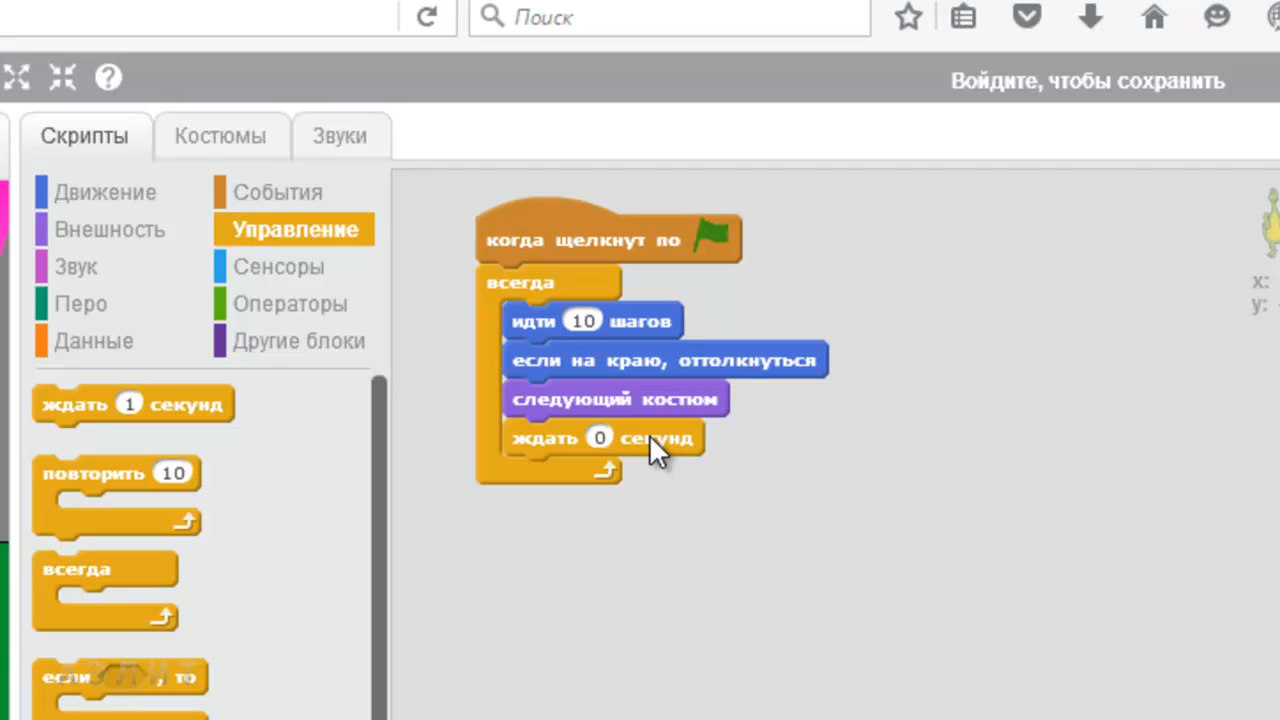 Поиск
Войдите, чтобы сохранить
Скрипты Костюмы Звуки
Движение События
Внешность Управление
Звук Сенсоры
Перо Операторы
Данные Другие блоки
ждать 1 секунд
повторить 10
всегда
если , то
когда щелкнут по
всегда
идти 10 шагов
если на краю, оттолкнуться
следующий костюм
ждать 0 секунд
x:
y: